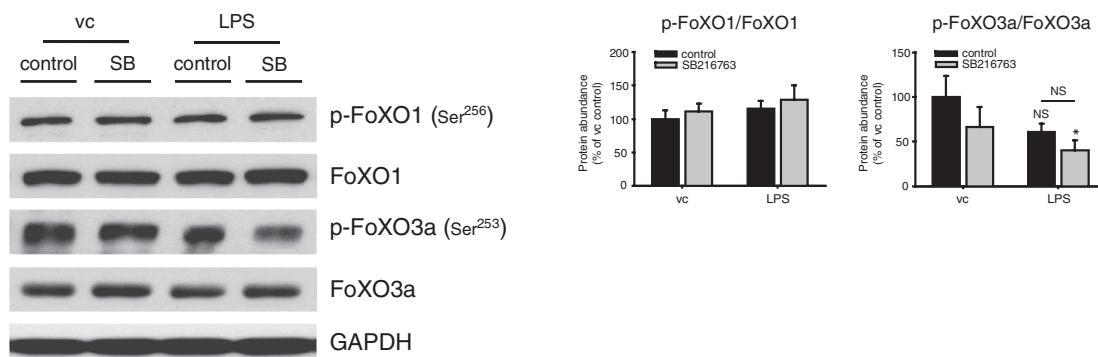 vc
LPS
control
SB
control
SB
p-FoXO1 (Ser256)
FoXO1
p-FoXO3a (Ser253)
FoXO3a
GAPDH
p-FoXO1/FoXO1
Protein abundance
(% of vc control)
200
150
100
50
0
control
SB216763
vc
LPS
p-FoXO3a/FoXO3a
Protein abundance
(% of vc control)
150
100
50
0
control
SB216763
NS
NS
*
vc
LPS